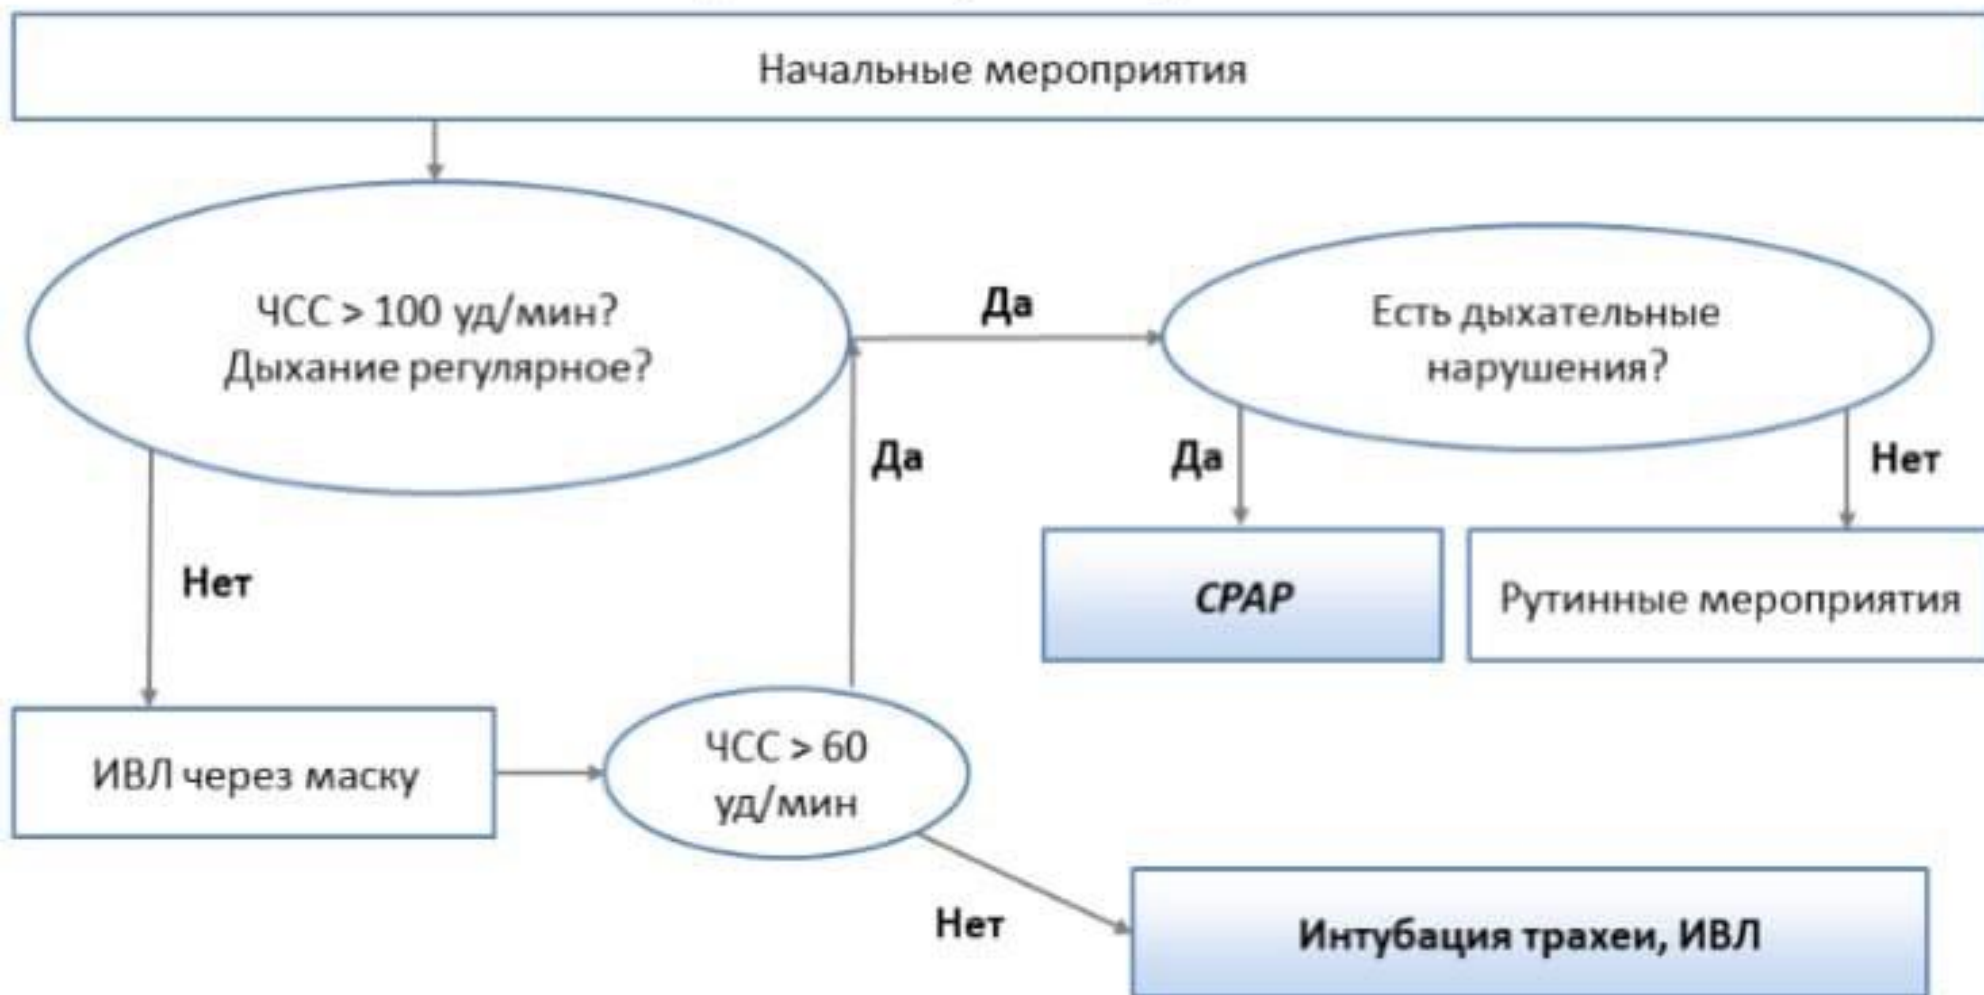 Начальные мероприятия
ЧСС > 100 уд/мин?
Дыхание регулярное?
Да
Есть дыхательные
нарушения?
Да
Да
Нет
Нет
CPAP
Рутинные мероприятия
ИВЛ через маску
ЧСС > 60
уд/мин
Нет
Интубация трахеи, ИВЛ